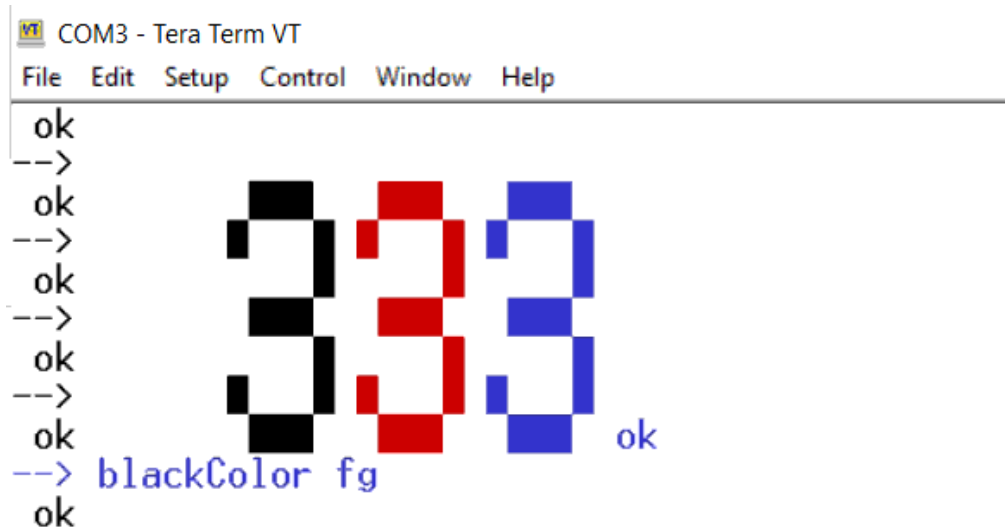 COM3 - Tera Term VT
File Edit Setup Control Window Help
ok
-->
ok
-->
ok
-->
ok
-->
333
ok ok
--> blackColor fg
ok